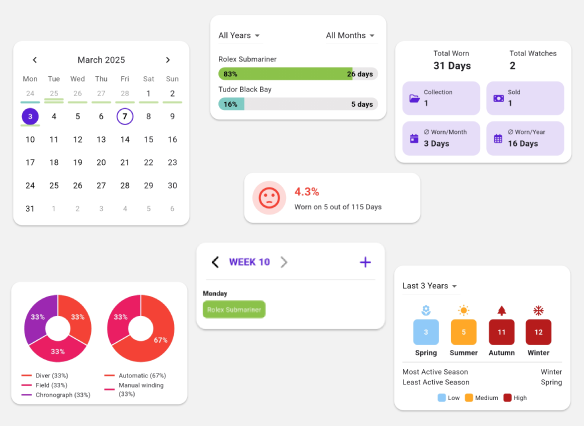 March 2025
Mon Tue Wed Thu Fri Sat Sun
24 25 26 27 28 1 2
3 4 5 6 7 8 9
10 11 12 13 14 15 16
17 18 19 20 21 22 23
24 25 26 27 28 29 30
31 1 2 3 4 5 6
All Years All Months
Rolex Submariner
83% 26 days
Tudor Black Bay
16% 5 days
Total Worn Total Watches
31 Days 2
Collection
1
Sold
1
Ø Worn/Month
3 Days
Ø Worn/Year
16 Days
4.3%
Worn on 5 out of 115 Days
WEEK 10
Monday
Rolex Submariner
33% 33% 33%
Diver (33%)
Field (33%)
Chronograph (33%)
33% 67%
Automatic (67%)
Manual winding
(33%)
Last 3 Years
3 5 11 12
Spring Summer Autumn Winter
Most Active Season Winter
Least Active Season Spring
Low Medium High